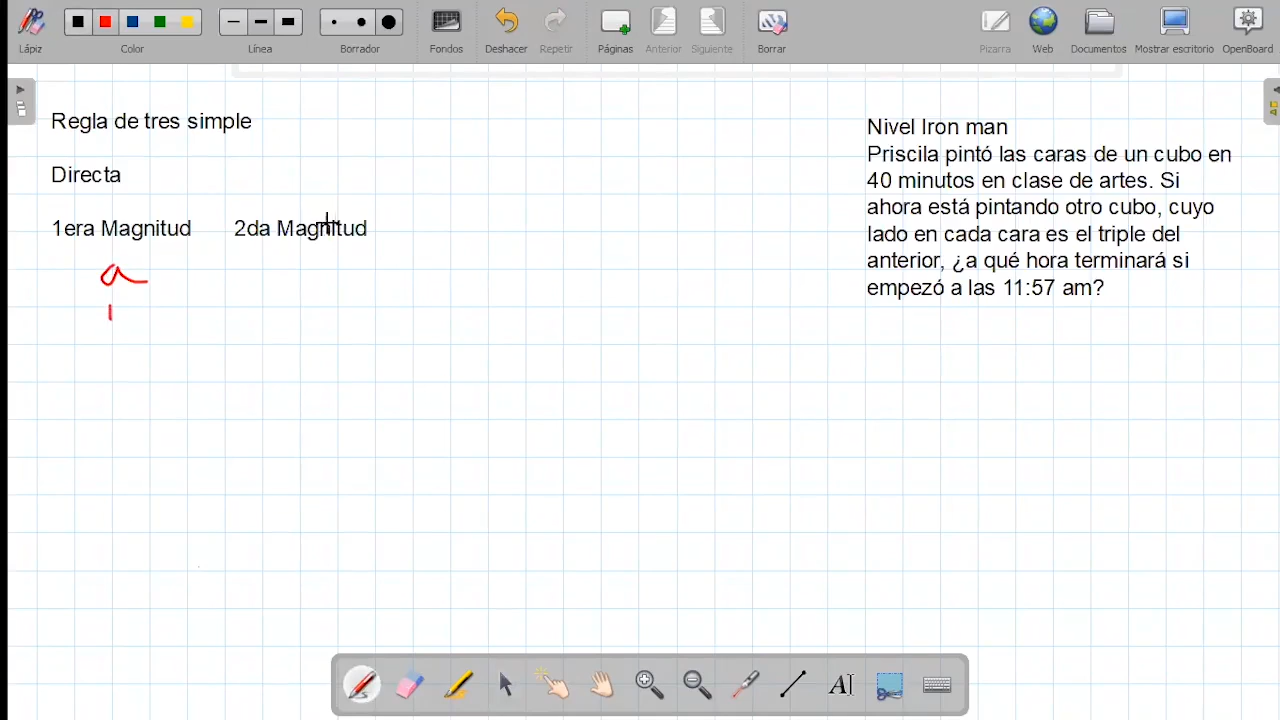 Lápiz Color Línea Borrador Fondos Deshacer Repetir Páginas Anterior Siguiente Borrar Pizarra Web Documentos Mostrar escritorio OpenBoard
Regla de tres simple
Directa
1era Magnitud 2da Magnitud
a
Nivel Iron man
Priscila pintó las caras de un cubo en
40 minutos en clase de artes. Si
ahora está pintando otro cubo, cuyo
lado en cada cara es el triple del
anterior, ¿a qué hora terminará si
empezó a las 11:57 am?